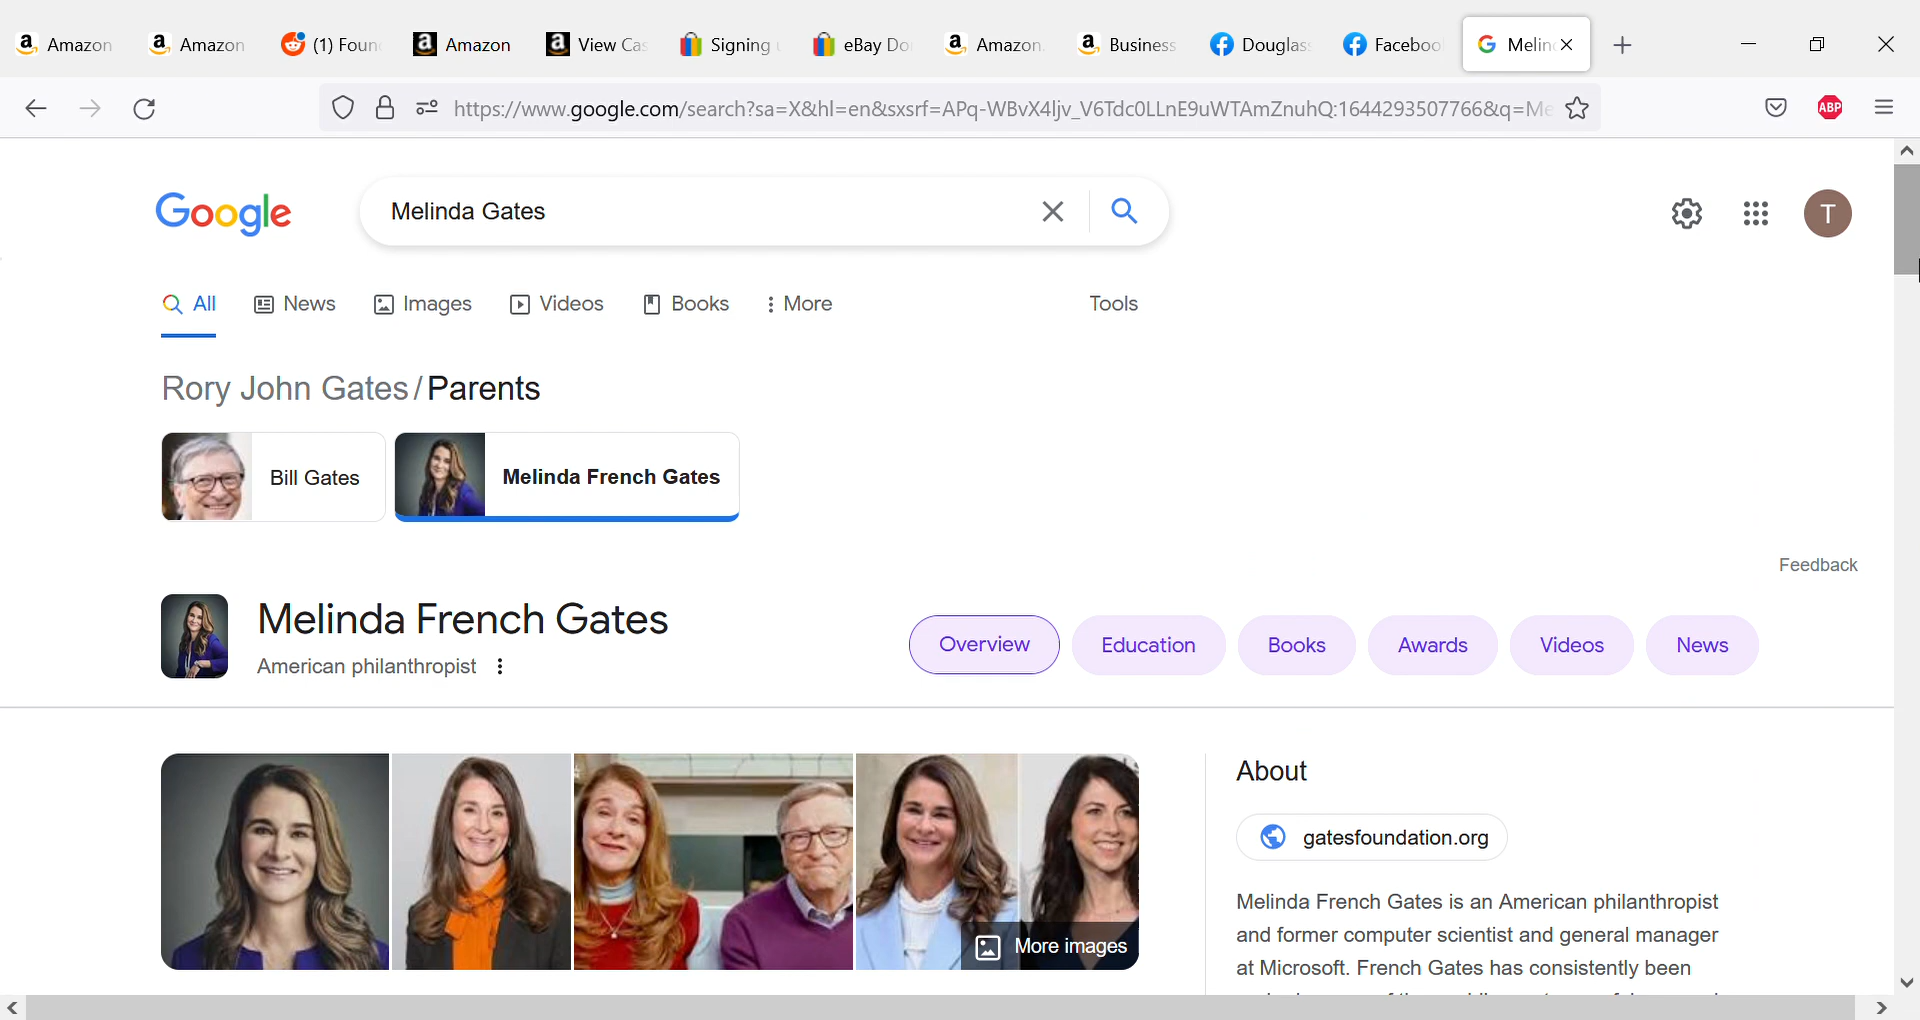 Amazon
Amazon
(1) Foun
Amazon
View Cas
Signing
eBay Do
Amazon.
Business
Douglas
Faceboo
Melin
https://www.google.com/search?sa=X&hl=en&sxsrf=APq-WBvX4ljv_V6Tdc0LLnE9uWTAmZnuhQ:1644293507766&q=Me
ABP
Google
Melinda Gates
T
All
News
Images
Videos
Books
More
Tools
Rory John Gates/Parents
Bill Gates
Melinda French Gates
Feedback
Melinda French Gates
American philanthropist
Overview
Education
Books
Awards
Videos
News
More images
About
gatesfoundation.org
Melinda French Gates is an American philanthropist
and former computer scientist and general manager
at Microsoft. French Gates has consistently been